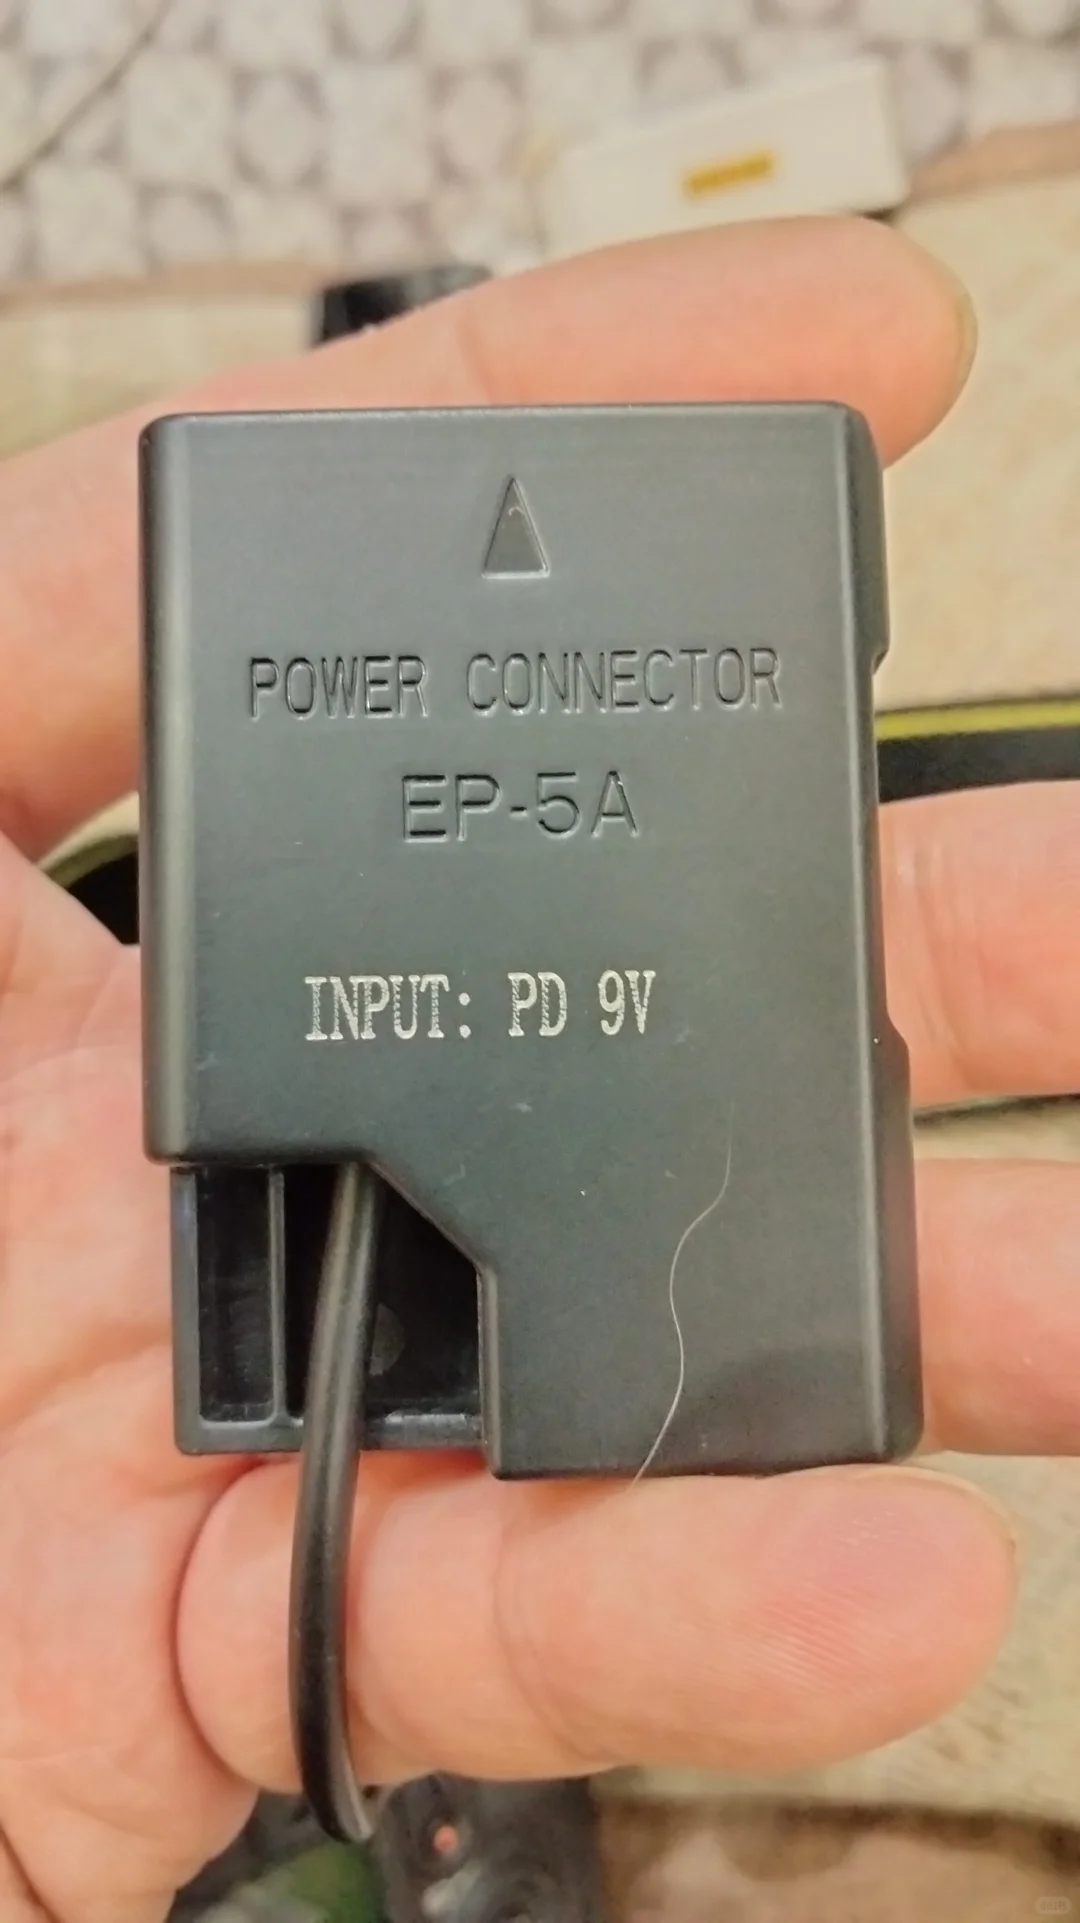 POWER CONNECTOR
EP-5A
INPUT: PD 9V